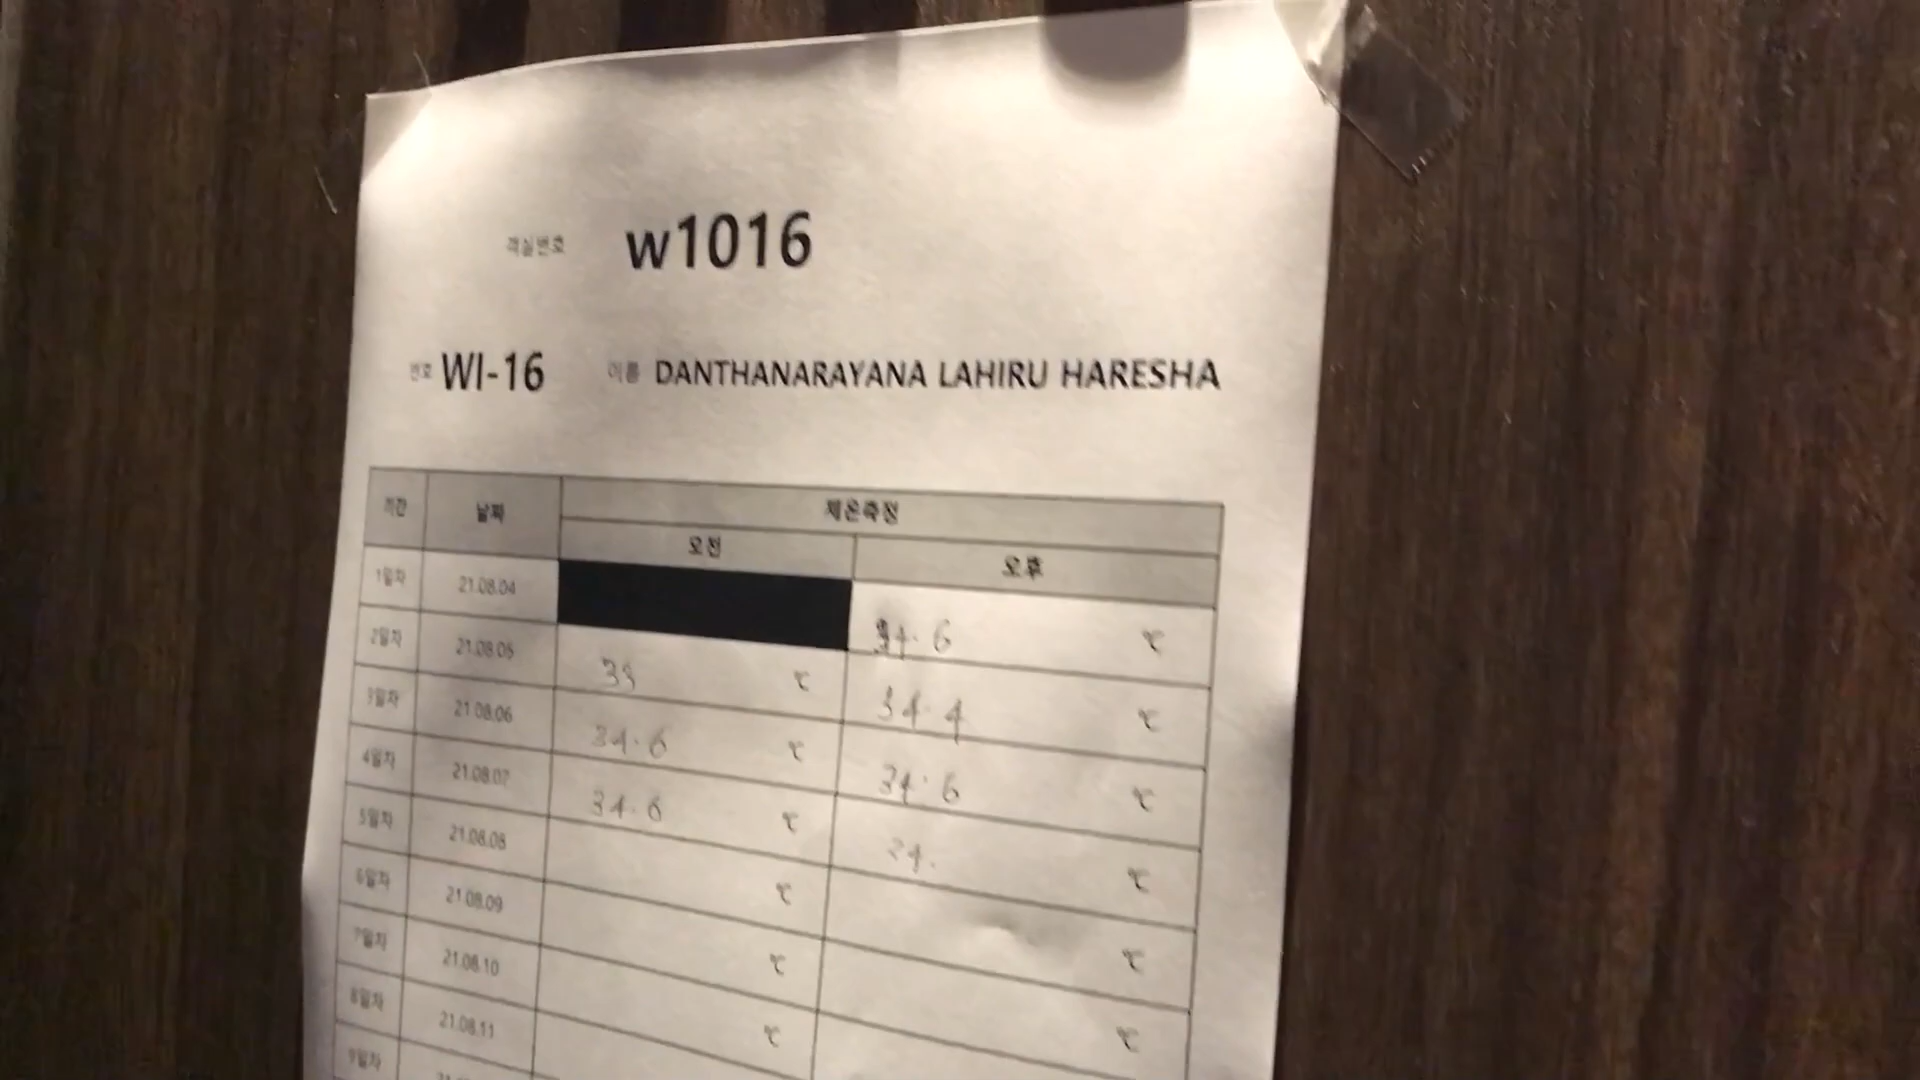 객실번호 w1016
번호 WI-16 이름 DANTHANARAYANA LAHIRU HARESHA
기간 날짜 체온측정
오전 오후
1일차 21.08.04 34.6 ℃
2일차 21.08.05 33 ℃ 34.4 ℃
3일차 21.08.06 34.6 ℃ 34.6 ℃
4일차 21.08.07 34.6 ℃ 24. ℃
5일차 21.08.08 ℃ ℃
6일차 21.08.09 ℃ ℃
7일차 21.08.10 ℃
8일차 21.08.11
9일차